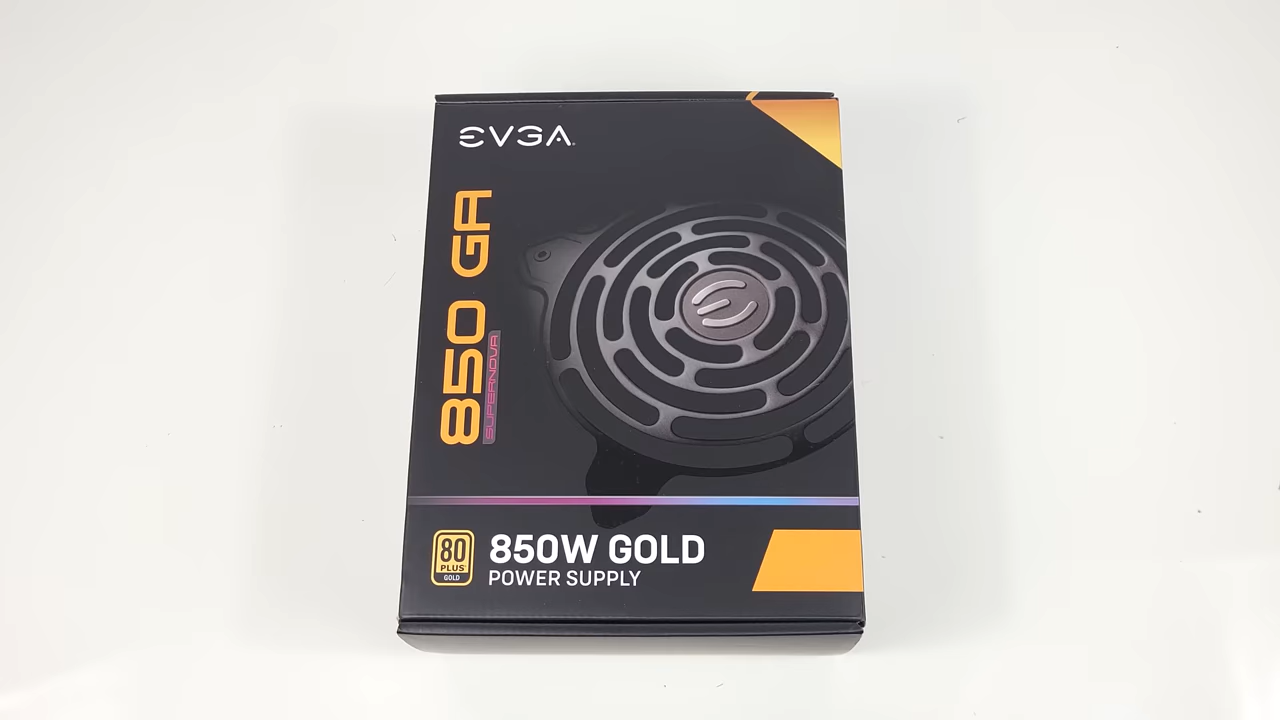 EVGA
850 GA
SUPERNOVA
80
PLUS
GOLD
850W GOLD
POWER SUPPLY